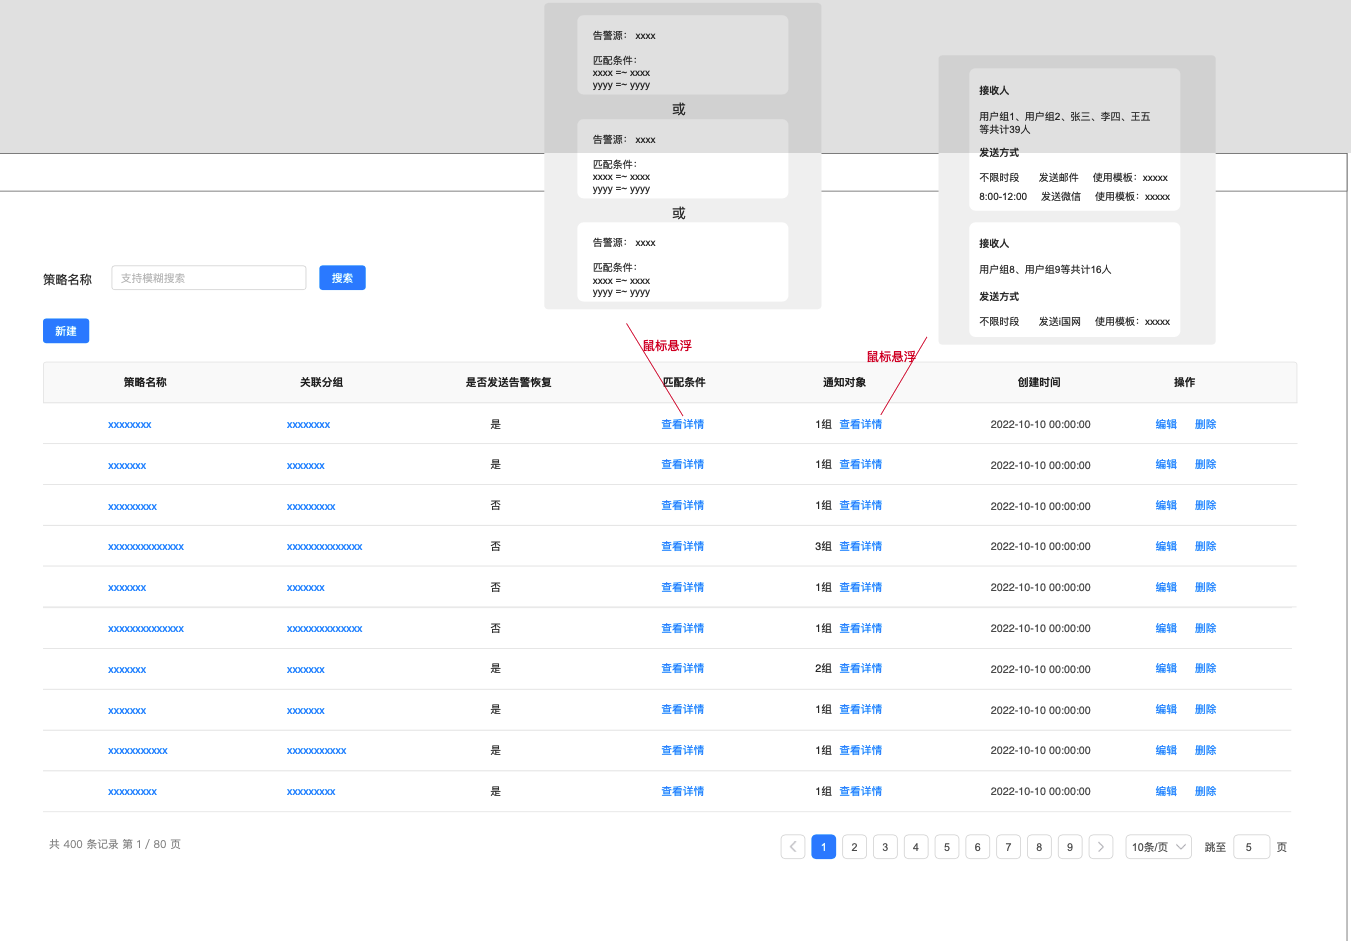 告警源： xxxx
匹配条件：
xxxx =~ xxxx
yyyy =~ yyyy
或
告警源： xxxx
匹配条件：
xxxx =~ xxxx
yyyy =~ yyyy
或
告警源： xxxx
匹配条件：
xxxx =~ xxxx
yyyy =~ yyyy
接收人
用户组1、用户组2、张三、李四、王五
等共计39人
发送方式
不限时段 发送邮件 使用模板：xxxxx
8:00-12:00 发送微信 使用模板：xxxxx
接收人
用户组8、用户组9等共计16人
发送方式
不限时段 发送i国网 使用模板：xxxxx
策略名称 支持模糊搜索 搜索
新建
鼠标悬浮
鼠标悬浮
策略名称 关联分组 是否发送告警恢复 匹配条件 通知对象 创建时间 操作
xxxxxxxx xxxxxxxx 是 查看详情 1组 查看详情 2022-10-10 00:00:00 编辑 删除
xxxxxxx xxxxxxx 是 查看详情 1组 查看详情 2022-10-10 00:00:00 编辑 删除
xxxxxxxxx xxxxxxxxx 否 查看详情 1组 查看详情 2022-10-10 00:00:00 编辑 删除
xxxxxxxxxxxxxx xxxxxxxxxxxxxx 否 查看详情 3组 查看详情 2022-10-10 00:00:00 编辑 删除
xxxxxxx xxxxxxx 否 查看详情 1组 查看详情 2022-10-10 00:00:00 编辑 删除
xxxxxxxxxxxxxx xxxxxxxxxxxxxx 否 查看详情 1组 查看详情 2022-10-10 00:00:00 编辑 删除
xxxxxxx xxxxxxx 是 查看详情 2组 查看详情 2022-10-10 00:00:00 编辑 删除
xxxxxxx xxxxxxx 是 查看详情 1组 查看详情 2022-10-10 00:00:00 编辑 删除
xxxxxxxxxxx xxxxxxxxxxx 是 查看详情 1组 查看详情 2022-10-10 00:00:00 编辑 删除
xxxxxxxxx xxxxxxxxx 是 查看详情 1组 查看详情 2022-10-10 00:00:00 编辑 删除
共 400 条记录 第 1 / 80 页 1 2 3 4 5 6 7 8 9 10条/页 跳至 5 页